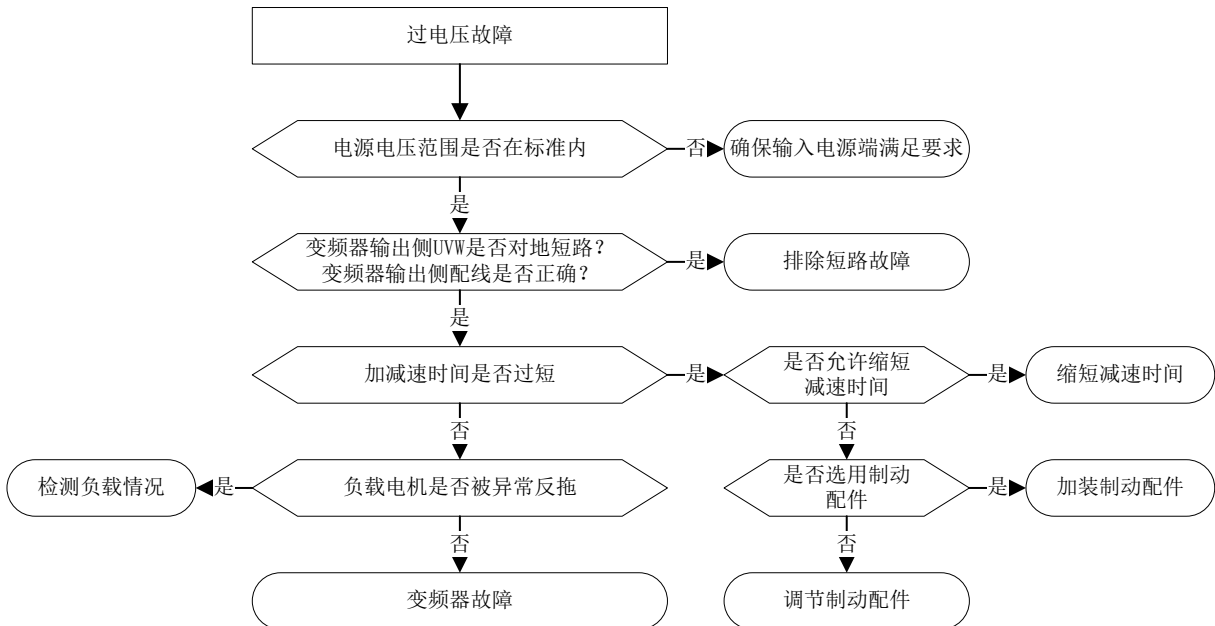 过电压故障
电源电压范围是否在标准内
否
确保输入电源端满足要求
是
变频器输出侧UVW是否对地短路？
变频器输出侧配线是否正确？
是
排除短路故障
是
加减速时间是否过短
是
是否允许缩短
减速时间
是
缩短减速时间
否
否
检测负载情况
是
负载电机是否被异常反拖
是否选用制动
配件
是
加装制动配件
否
否
变频器故障
调节制动配件